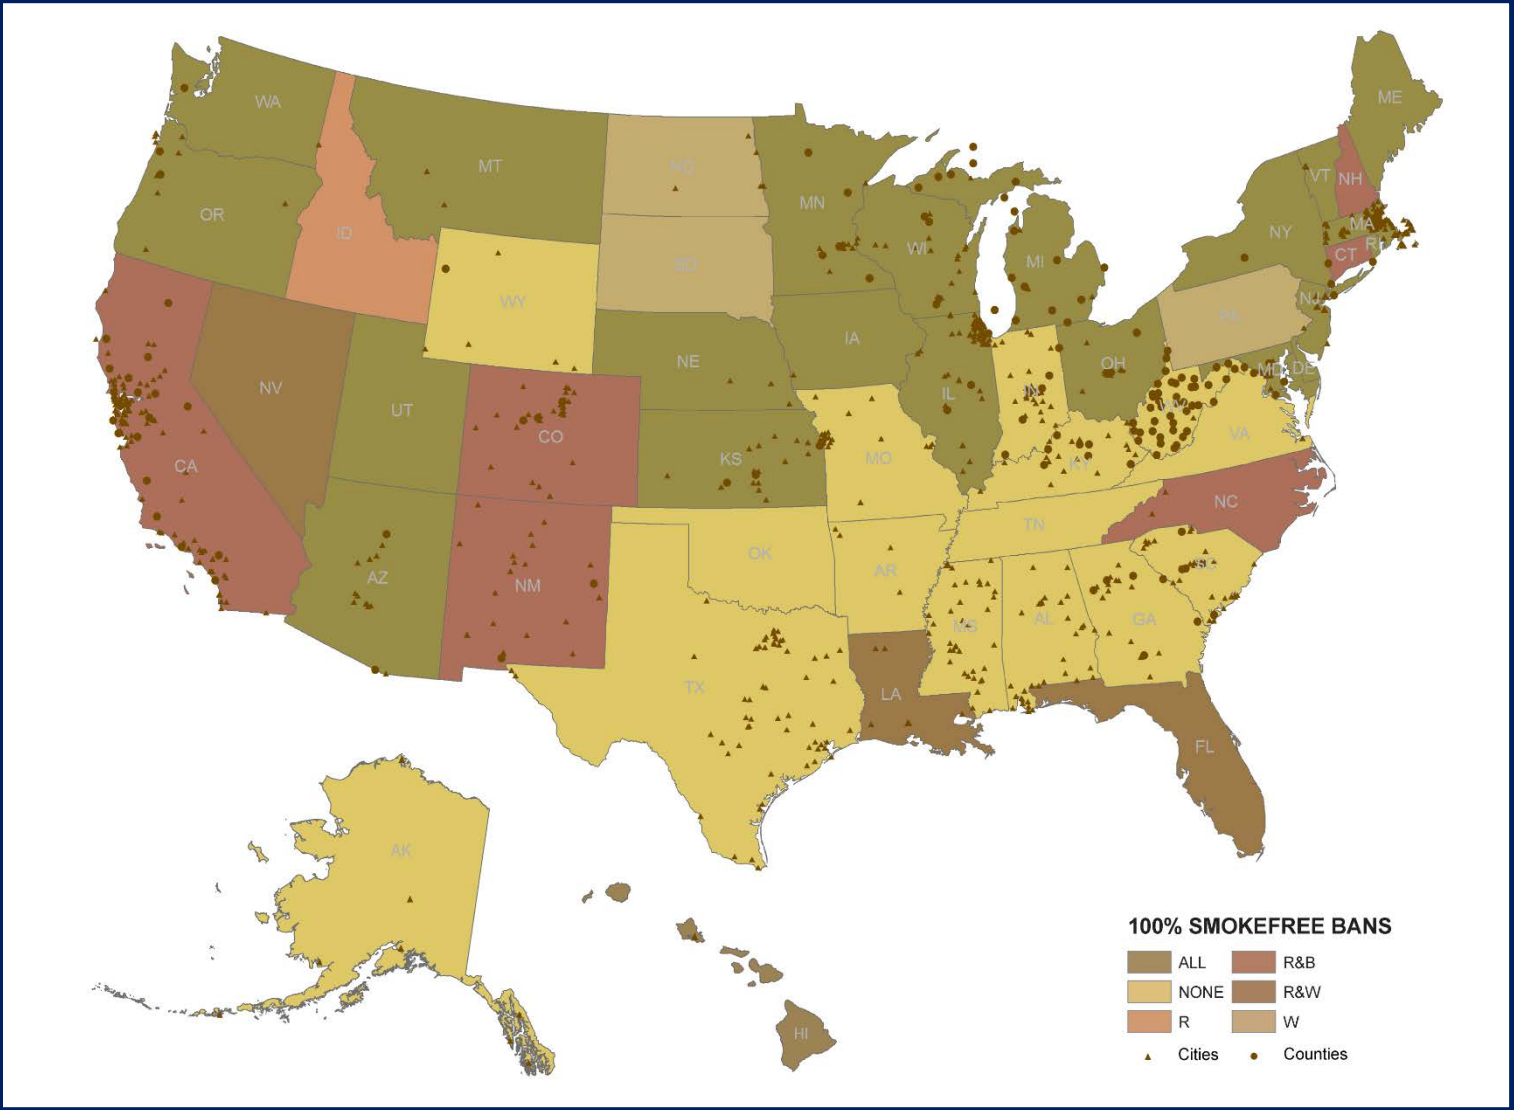 WA
MT
ND
MN
ME
VT
NH
OR
ID
SD
WI
MI
NY
MA
RI
CT
WY
PA
NJ
NV
UT
NE
IA
IL
IN
OH
MD
DE
CA
CO
KS
MO
KY
WV
VA
AZ
NM
OK
AR
TN
NC
SC
TX
LA
MS
AL
GA
FL
AK
HI
100% SMOKEFREE BANS
ALL R&B
NONE R&W
R W
Cities Counties